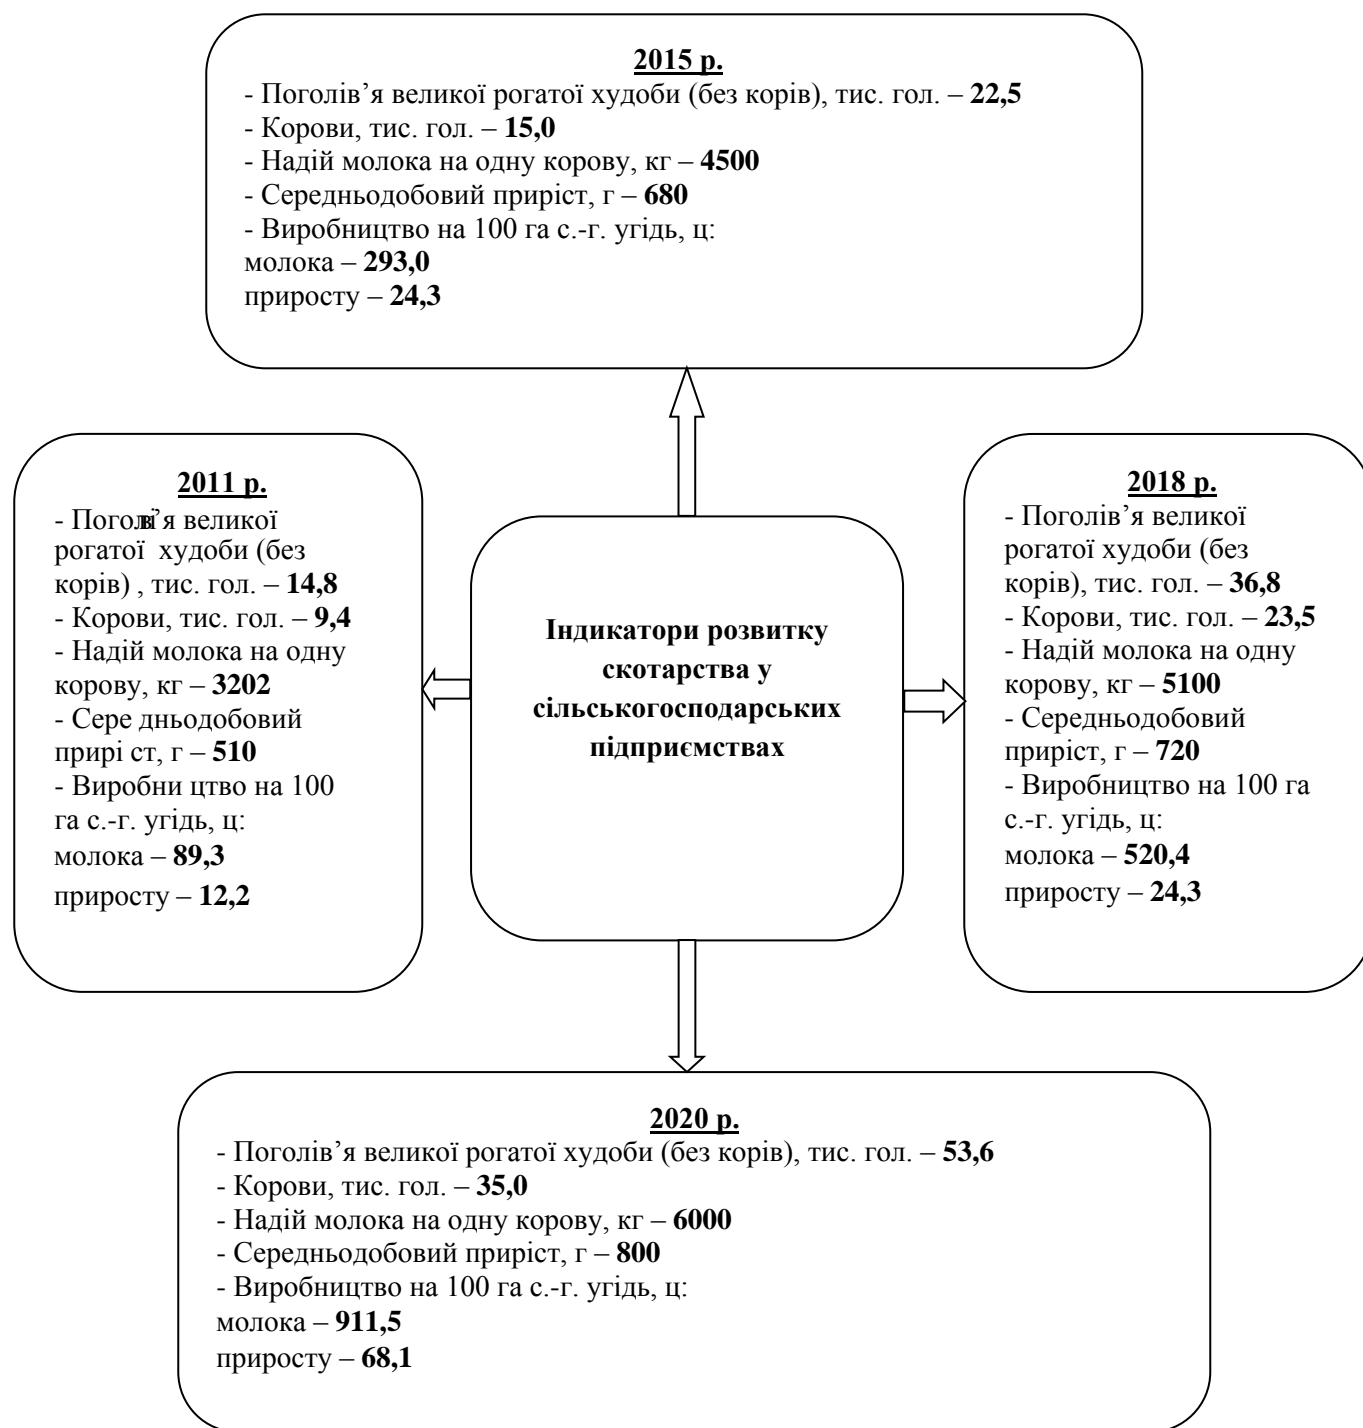 2015 р.
- Поголів’я великої рогатої худоби (без корів), тис. гол. – 22,5
- Корови, тис. гол. – 15,0
- Надій молока на одну корову, кг – 4500
- Середньодобовий приріст, г – 680
- Виробництво на 100 га с.-г. угідь, ц:
молока – 293,0
приросту – 24,3
2011 р.
- Поголів’я великої
рогатої худоби (без
корів) , тис. гол. – 14,8
- Корови, тис. гол. – 9,4
- Надій молока на одну
корову, кг – 3202
- Сере дньодобовий
прирі ст, г – 510
- Виробни цтво на 100
га с.-г. угідь, ц:
молока – 89,3
приросту – 12,2
Індикатори розвитку
скотарства у
сільськогосподарських
підприємствах
2018 р.
- Поголів’я великої
рогатої худоби (без
корів), тис. гол. – 36,8
- Корови, тис. гол. – 23,5
- Надій молока на одну
корову, кг – 5100
- Середньодобовий
приріст, г – 720
- Виробництво на 100 га
с.-г. угідь, ц:
молока – 520,4
приросту – 24,3
2020 р.
- Поголів’я великої рогатої худоби (без корів), тис. гол. – 53,6
- Корови, тис. гол. – 35,0
- Надій молока на одну корову, кг – 6000
- Середньодобовий приріст, г – 800
- Виробництво на 100 га с.-г. угідь, ц:
молока – 911,5
приросту – 68,1